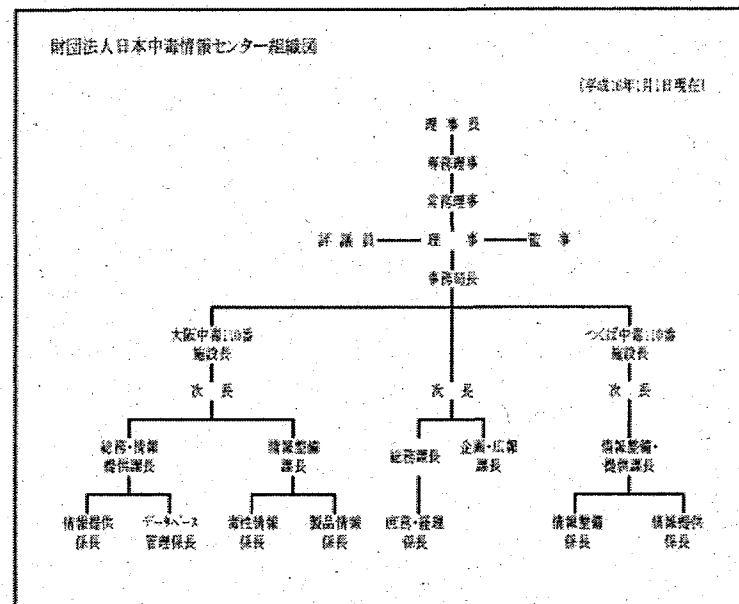 財団法人日本中毒情報センター組織図
(平成16年1月1日現在)
理事長
専務理事
常務理事
評議員 理事 監事
事務局長
大阪中毒110番 つくば中毒110番
施設長 施設長
次長 次長 次長
総務・情報 情報整備 総務課長 企画・広報 情報整備・
提供課長 課長 課長 提供課長
情報提供 データベース 毒性情報 製品情報 庶務・経理 情報整備 情報提供
係長 管理係長 係長 係長 係長 係長 係長